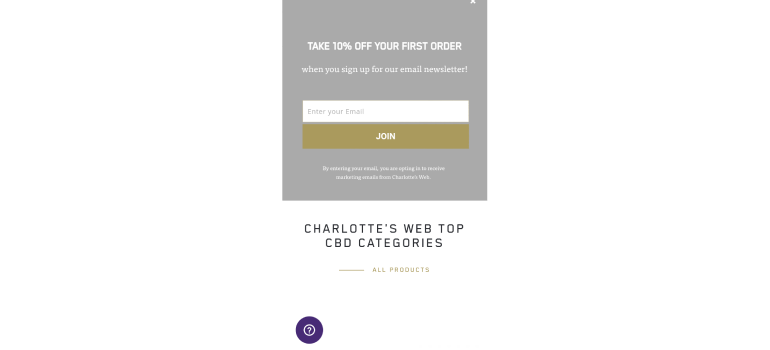 TAKE 10% OFF YOUR FIRST ORDER
when you sign up for our email newsletter!
Enter your Email
JOIN
By entering your email, you are opting in to receive
marketing emails from Charlotte's Web.
CHARLOTTE'S WEB TOP
CBD CATEGORIES
ALL PRODUCTS